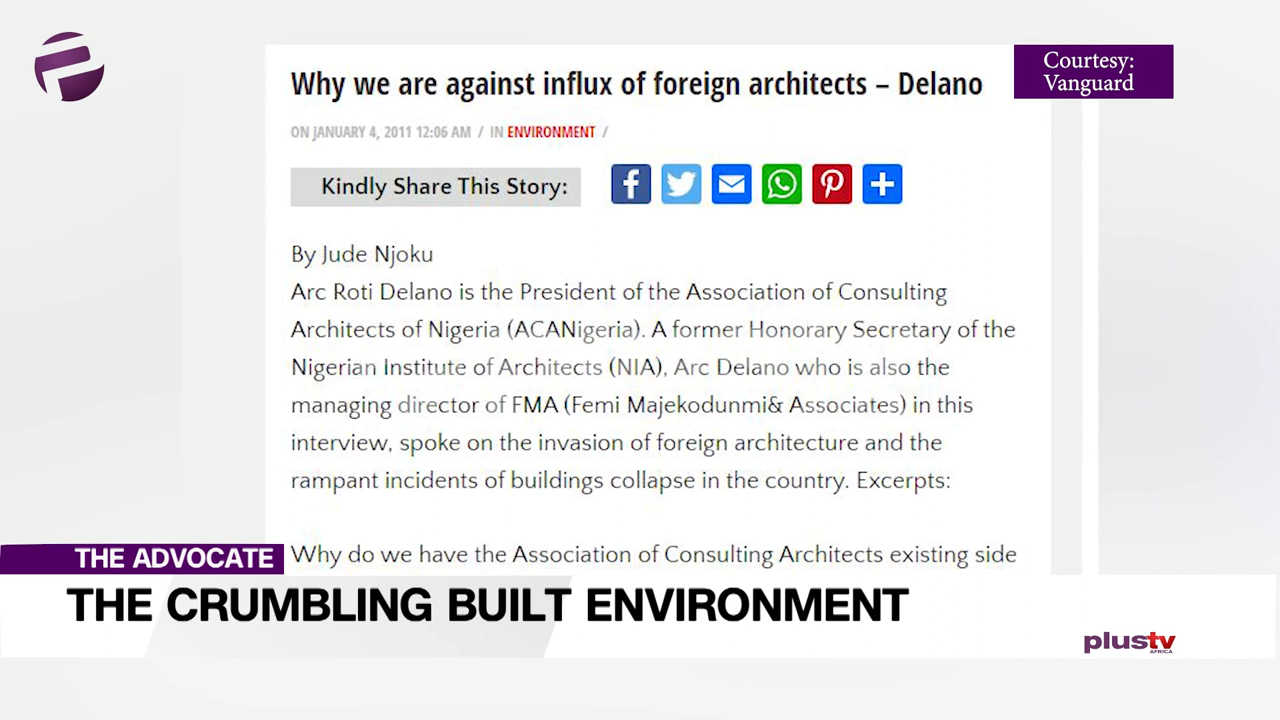 Why we are against influx of foreign architects – Delano
Courtesy:
Vanguard
ON JANUARY 4, 2011 12:06 AM / IN ENVIRONMENT /
Kindly Share This Story:
By Jude Njoku
Arc Roti Delano is the President of the Association of Consulting
Architects of Nigeria (ACANigeria). A former Honorary Secretary of the
Nigerian Institute of Architects (NIA), Arc Delano who is also the
managing director of FMA (Femi Majekodunmi& Associates) in this
interview, spoke on the invasion of foreign architecture and the
rampant incidents of buildings collapse in the country. Excerpts:
Why do we have the Association of Consulting Architects existing side
THE ADVOCATE
THE CRUMBLING BUILT ENVIRONMENT
plustv
AFRICA